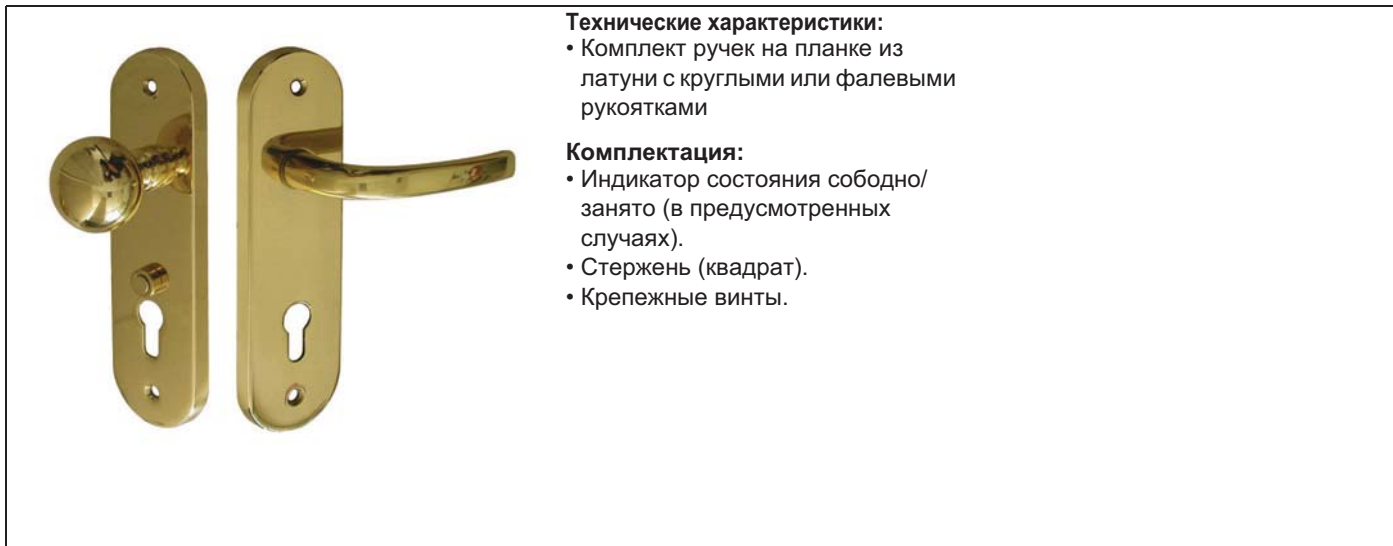 Технические характеристики:
• Комплект ручек на планке из
латуни с круглыми или фалевыми
рукоятками
Комплектация:
• Индикатор состояния сободно/
занято (в предусмотренных
случаях).
• Стержень (квадрат).
• Крепежные винты.